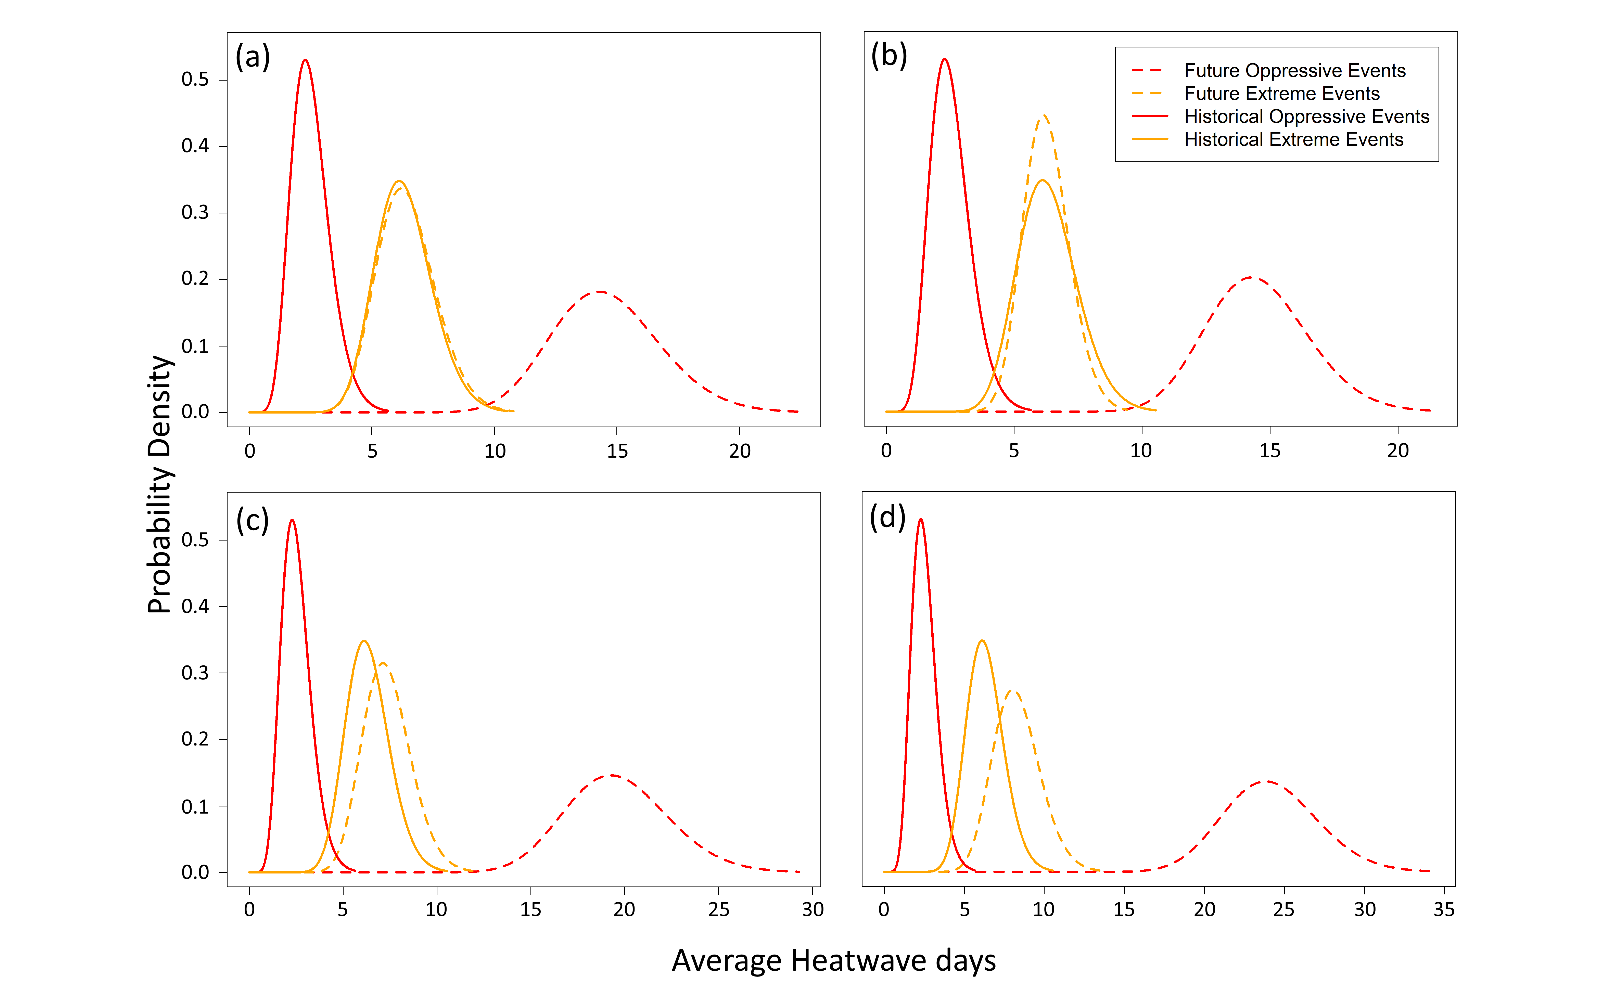 (a)
0.5
0.4
0.3
0.2
0.1
0.0
0 5 10 15 20
(b)
Future Oppressive Events
Future Extreme Events
Historical Oppressive Events
Historical Extreme Events
0 5 10 15 20
Probability Density
(c)
0.5
0.4
0.3
0.2
0.1
0.0
0 5 10 15 20 25 30
(d)
0 5 10 15 20 25 30 35
Average Heatwave days